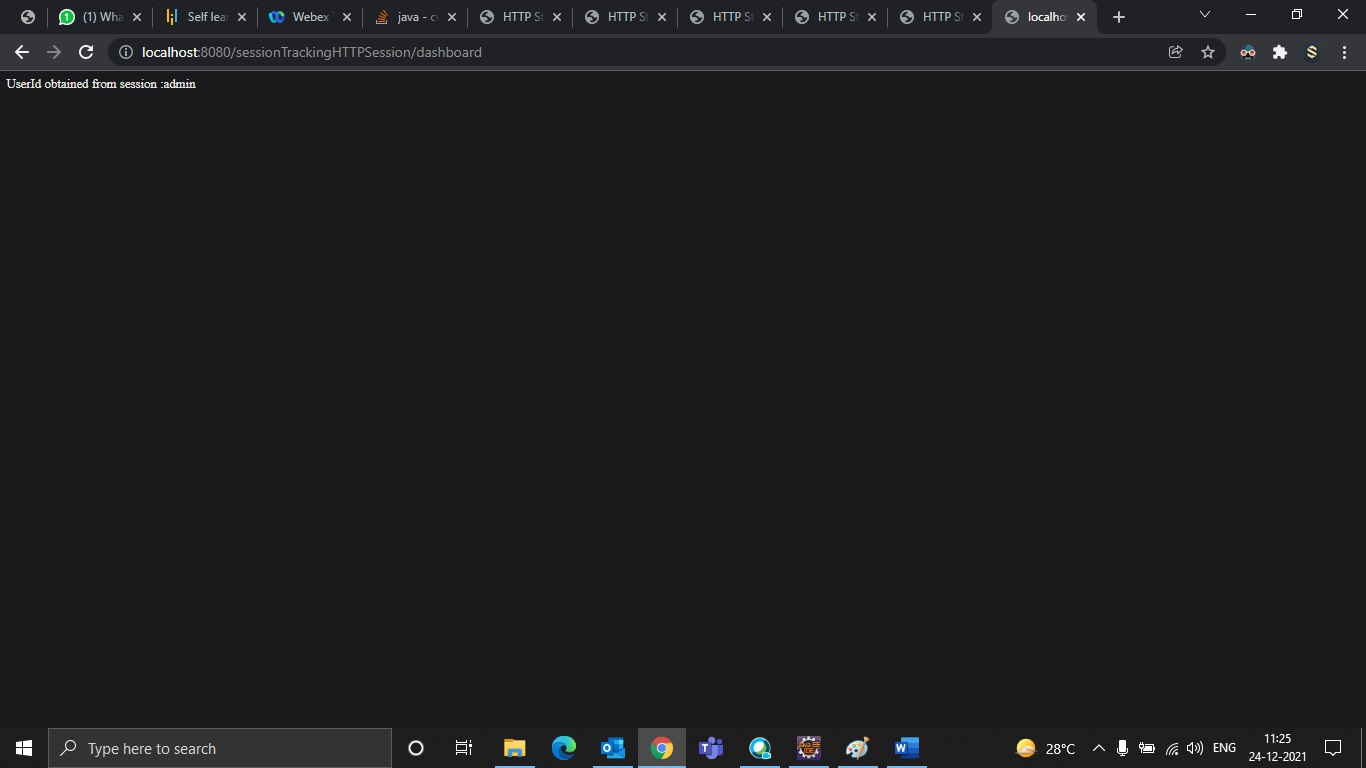 (1) Wha
Self lea
Webex
java - c
HTTP St
HTTP St
HTTP St
HTTP St
HTTP St
localho
localhost:8080/sessionTrackingHTTPSession/dashboard
UserId obtained from session :admin
Type here to search
28°C
ENG
11:25
24-12-2021